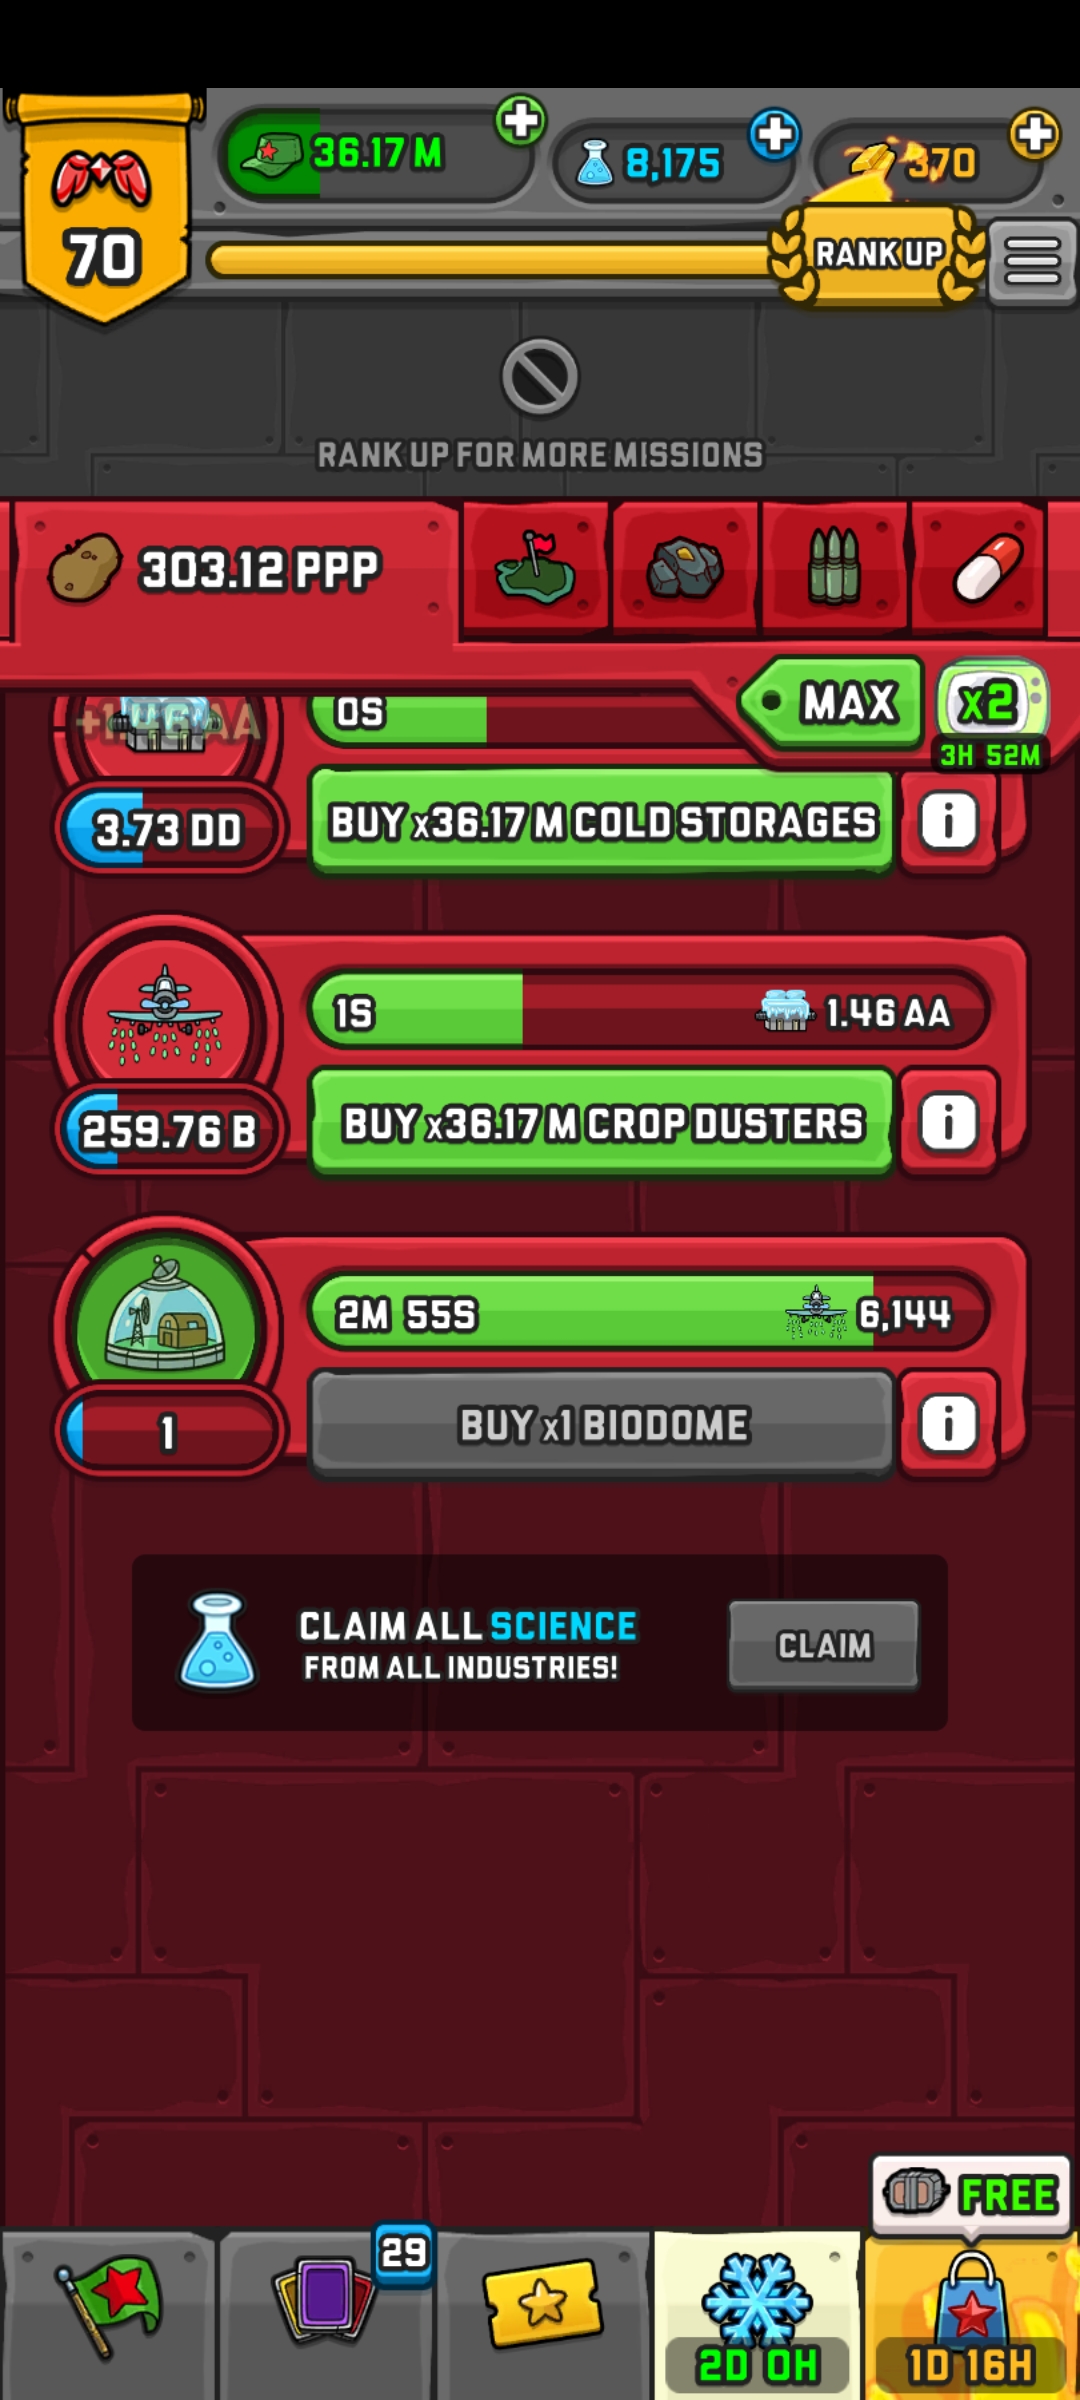 36.17 M
8,175
370
70
RANK UP
RANK UP FOR MORE MISSIONS
303.12 PPP
MAX
x2
3H 52M
+1.46 AA
0S
3.73 DD
BUY x36.17 M COLD STORAGES
i
1S
1.46 AA
259.76 B
BUY x36.17 M CROP DUSTERS
i
2M 55S
6,144
1
BUY x1 BIODOME
i
CLAIM ALL SCIENCE
FROM ALL INDUSTRIES!
CLAIM
FREE
29
2D 0H
1D 16H